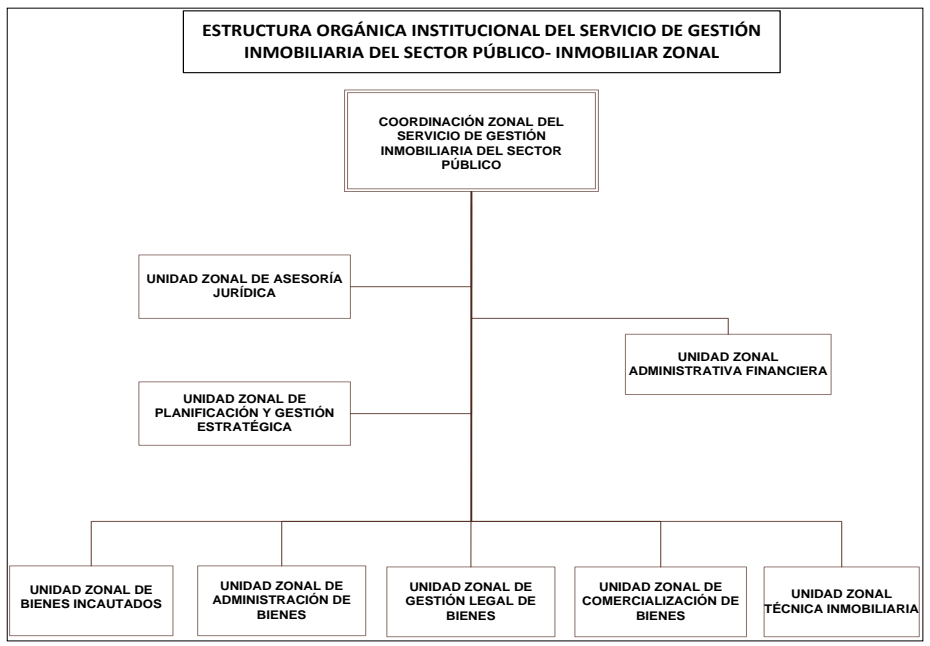 ESTRUCTURA ORGÁNICA INSTITUCIONAL DEL SERVICIO DE GESTIÓN
INMOBILIARIA DEL SECTOR PÚBLICO- INMOBILIAR ZONAL
COORDINACIÓN ZONAL DEL
SERVICIO DE GESTIÓN
INMOBILIARIA DEL SECTOR
PÚBLICO
UNIDAD ZONAL DE ASESORÍA
JURÍDICA
UNIDAD ZONAL
ADMINISTRATIVA FINANCIERA
UNIDAD ZONAL DE
PLANIFICACIÓN Y GESTIÓN
ESTRATÉGICA
UNIDAD ZONAL DE
BIENES INCAUTADOS
UNIDAD ZONAL DE
ADMINISTRACIÓN DE
BIENES
UNIDAD ZONAL DE
GESTIÓN LEGAL DE
BIENES
UNIDAD ZONAL DE
COMERCIALIZACIÓN DE
BIENES
UNIDAD ZONAL
TÉCNICA INMOBILIARIA